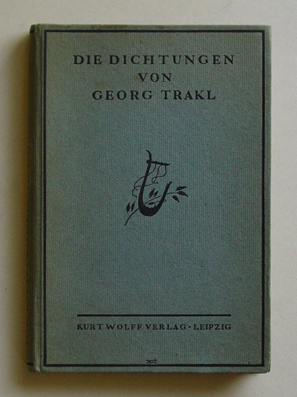 DIE DICHTUNGEN
VON
GEORG TRAKL
KURT WOLFF VERLAG · LEIPZIG